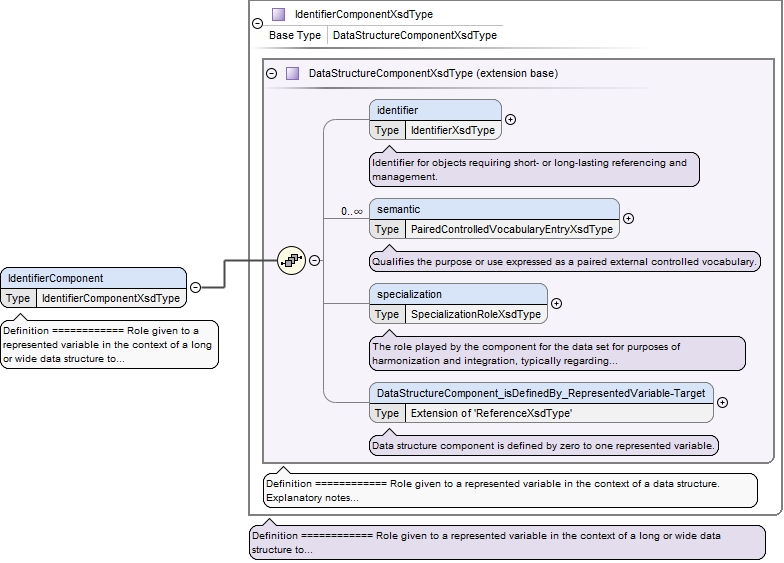 IdentifierComponentXsdType
Base Type DataStructureComponentXsdType
DataStructureComponentXsdType (extension base)
identifier
Type IdentifierXsdType
Identifier for objects requiring short- or long-lasting referencing and
management.
0..∞
semantic
Type PairedControlledVocabularyEntryXsdType
Qualifies the purpose or use expressed as a paired external controlled vocabulary.
IdentifierComponent
Type IdentifierComponentXsdType
Definition ============ Role given to a
represented variable in the context of a long
or wide data structure to...
specialization
Type SpecializationRoleXsdType
The role played by the component for the data set for purposes of
harmonization and integration, typically regarding...
DataStructureComponent_isDefinedBy_RepresentedVariable-Target
Type Extension of 'ReferenceXsdType'
Data structure component is defined by zero to one represented variable.
Definition ============ Role given to a represented variable in the context of a data structure.
Explanatory notes...
Definition ============ Role given to a represented variable in the context of a long or wide data
structure to...